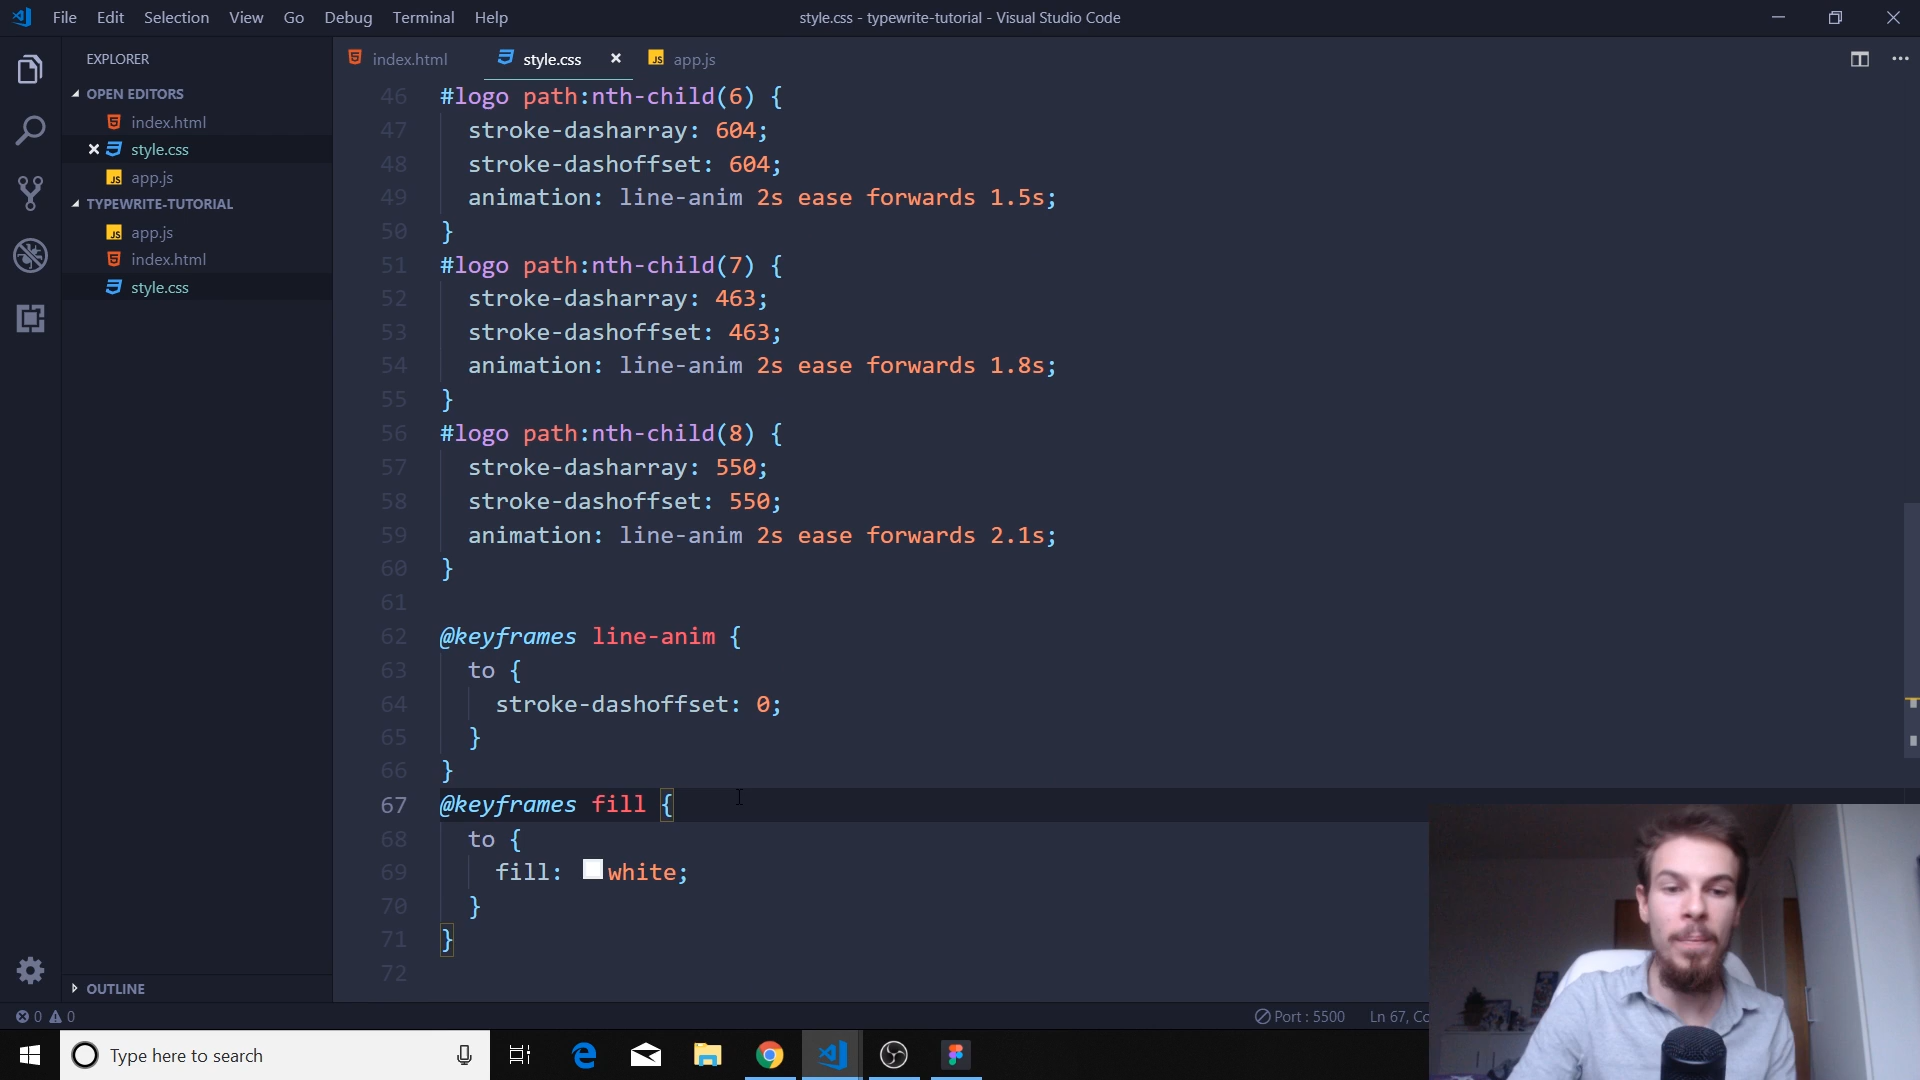 File Edit Selection View Go Debug Terminal Help
style.css - typewrite-tutorial - Visual Studio Code
EXPLORER
OPEN EDITORS
index.html
style.css
app.js
TYPEWRITE-TUTORIAL
app.js
index.html
style.css
OUTLINE
index.html style.css app.js
46 #logo path:nth-child(6) {
47 stroke-dasharray: 604;
48 stroke-dashoffset: 604;
49 animation: line-anim 2s ease forwards 1.5s;
50 }
51 #logo path:nth-child(7) {
52 stroke-dasharray: 463;
53 stroke-dashoffset: 463;
54 animation: line-anim 2s ease forwards 1.8s;
55 }
56 #logo path:nth-child(8) {
57 stroke-dasharray: 550;
58 stroke-dashoffset: 550;
59 animation: line-anim 2s ease forwards 2.1s;
60 }
61
62 @keyframes line-anim {
63 to {
64 stroke-dashoffset: 0;
65 }
66 }
67 @keyframes fill {
68 to {
69 fill: white;
70 }
71 }
72
0 0
Port : 5500 Ln 67, Co
Type here to search